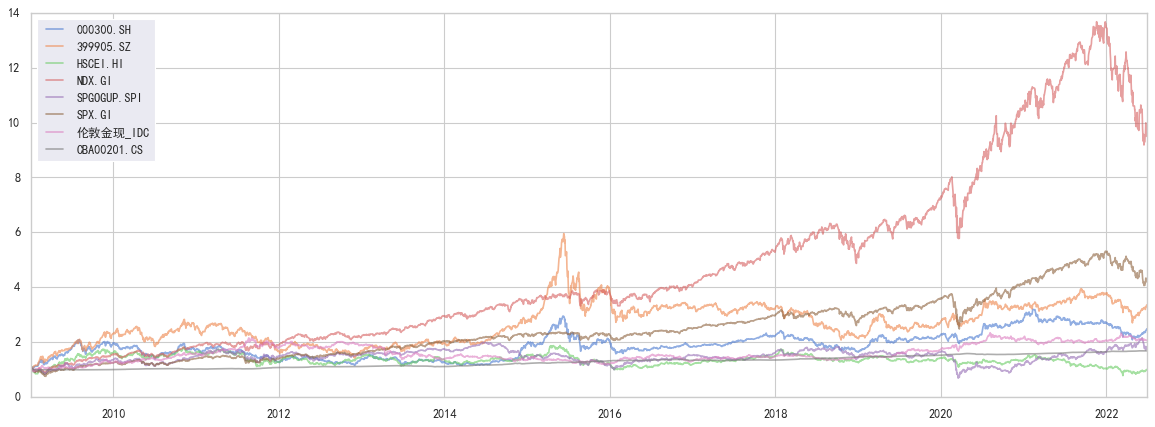 14
12
10
8
6
4
2
0
000300.SH
399905.SZ
HSCEI.HI
NDX.GI
SPGOGUP.SPI
SPX.GI
伦敦金现_IDC
CBA00201.CS
2010 2012 2014 2016 2018 2020 2022